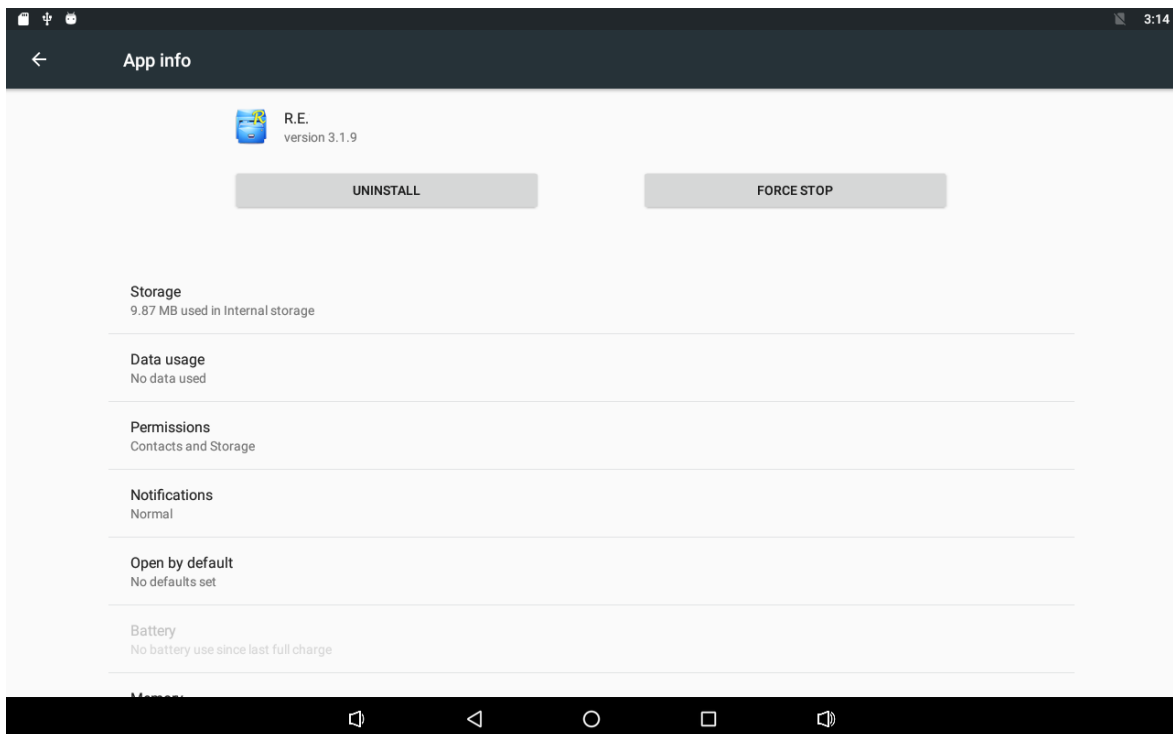 3:14
App info
R.E.
version 3.1.9
UNINSTALL
FORCE STOP
Storage
9.87 MB used in Internal storage
Data usage
No data used
Permissions
Contacts and Storage
Notifications
Normal
Open by default
No defaults set
Battery
No battery use since last full charge